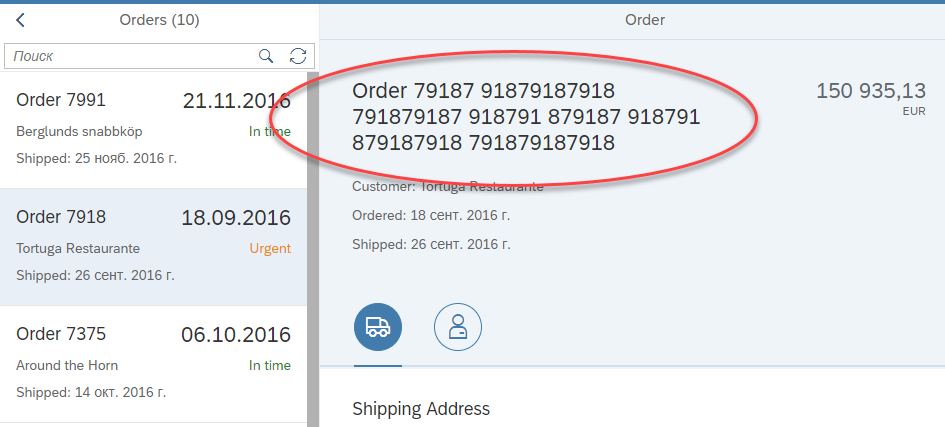 Orders (10)
Поиск
Order 7991
21.11.2016
Berglunds snabbköp
In time
Shipped: 25 нояб. 2016 г.
Order 7918
18.09.2016
Tortuga Restaurante
Urgent
Shipped: 26 сент. 2016 г.
Order 7375
06.10.2016
Around the Horn
In time
Shipped: 14 окт. 2016 г.
Order
Order 79187 91879187918
791879187 918791 879187 918791
879187918 791879187918
150 935,13
EUR
Customer: Tortuga Restaurante
Ordered: 18 сент. 2016 г.
Shipped: 26 сент. 2016 г.
Shipping Address